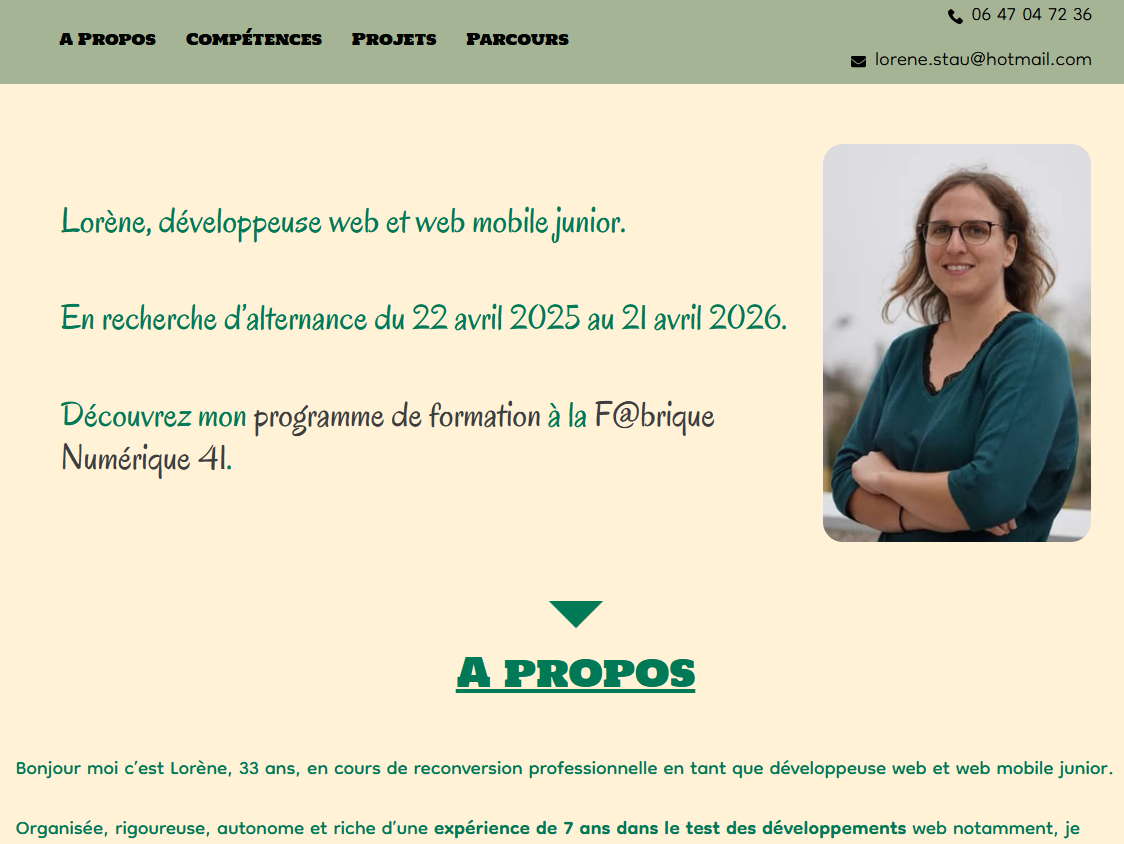 A Propos Compétences Projets Parcours
06 47 04 72 36
lorene.stau@hotmail.com
Lorène, développeuse web et web mobile junior.
En recherche d'alternance du 22 avril 2025 au 21 avril 2026.
Découvrez mon programme de formation à la F@brique
Numérique 41.
A propos
Bonjour moi c'est Lorène, 33 ans, en cours de reconversion professionnelle en tant que développeuse web et web mobile junior.
Organisée, rigoureuse, autonome et riche d'une expérience de 7 ans dans le test des développements web notamment, je